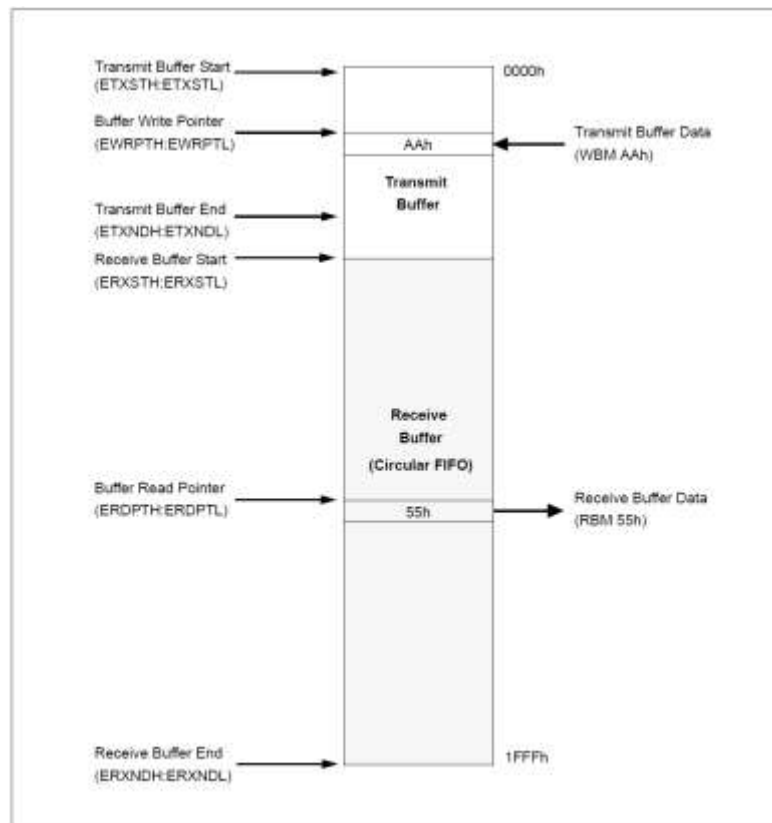 Transmit Buffer Start
(ETXSTH:ETXSTL)
0000h
Buffer Write Pointer
(EWRPTH:EWRPTL)
AAh
Transmit Buffer Data
(WBM AAh)
Transmit
Buffer
Transmit Buffer End
(ETXNDH:ETXNDL)
Receive Buffer Start
(ERXSTH:ERXSTL)
Receive
Buffer
(Circular FIFO)
Buffer Read Pointer
(ERDPTH:ERDPTL)
55h
Receive Buffer Data
(RBM 55h)
Receive Buffer End
(ERXNDH:ERXNDL)
1FFFh